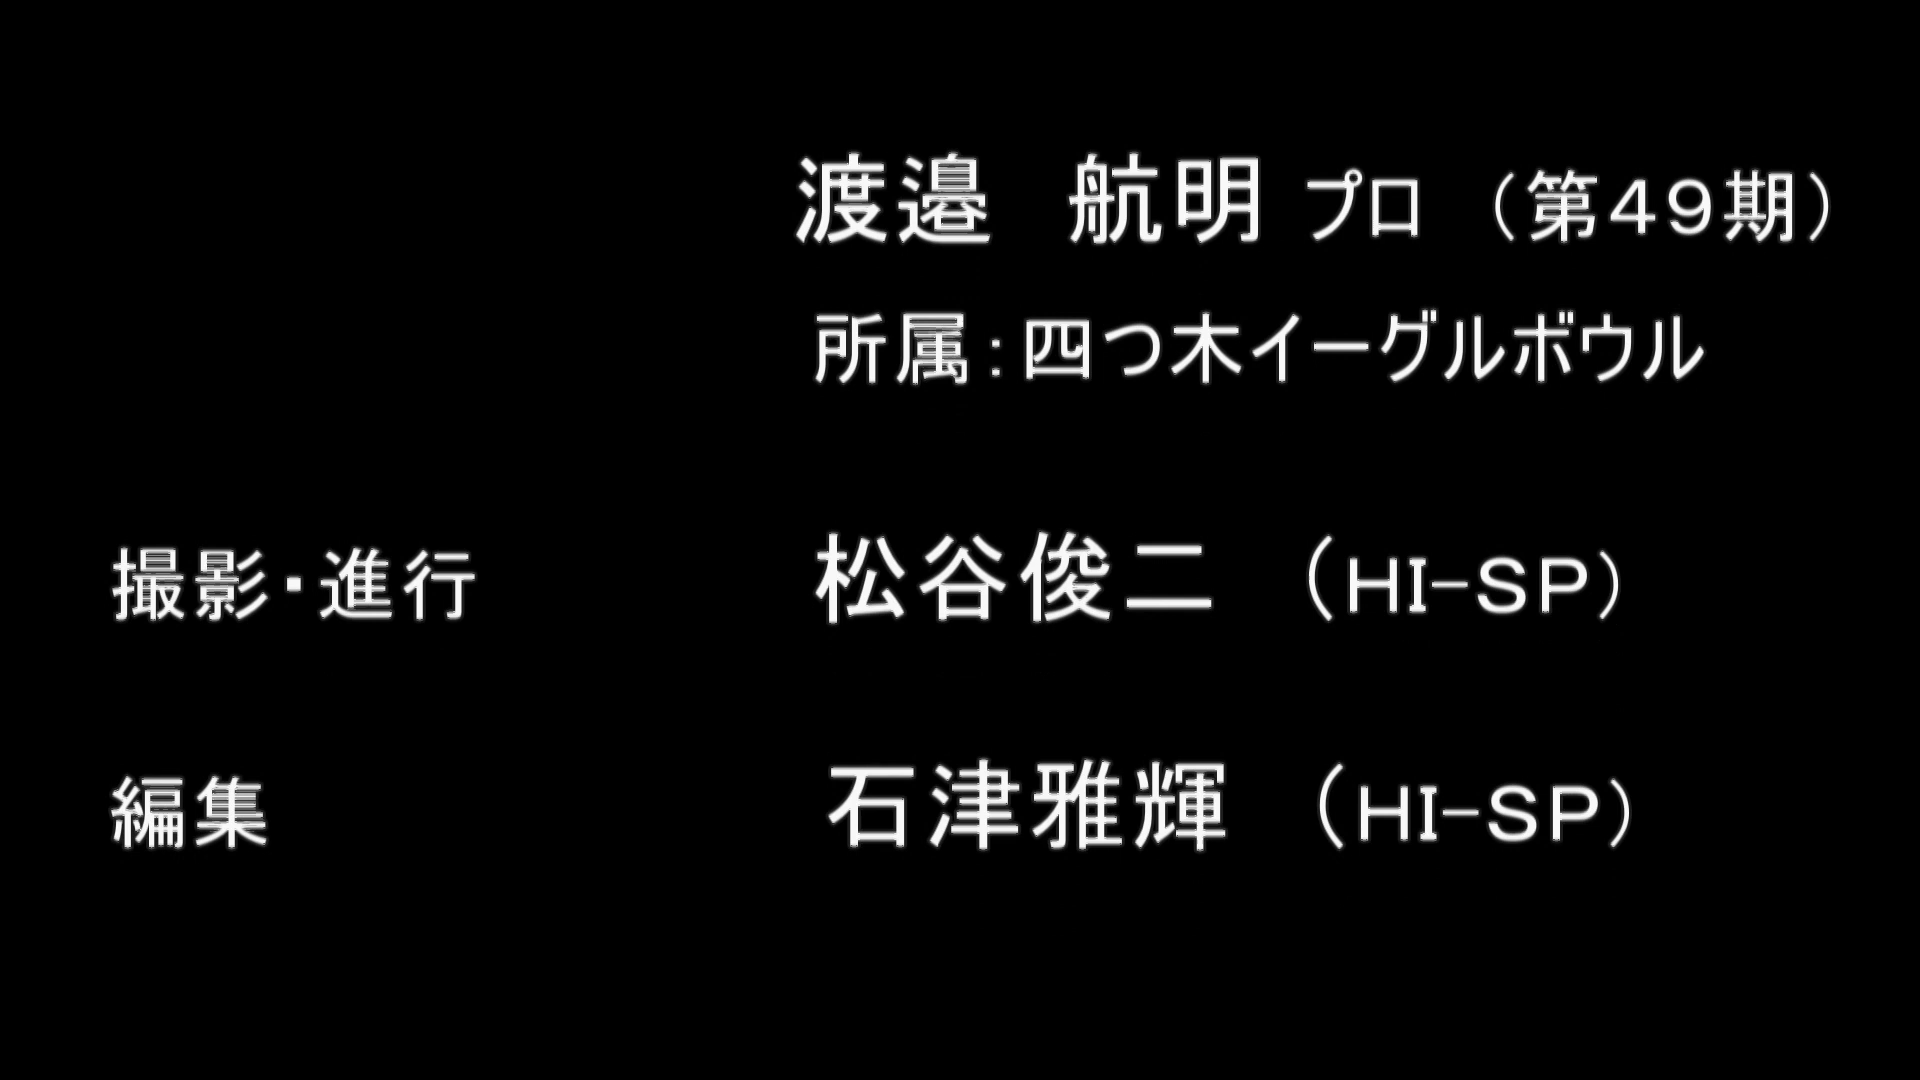 渡邉　航明 プロ （第４９期）
所属：四つ木イーグルボウル
撮影・進行　松谷俊二 （HI-SP）
編集　石津雅輝 （HI-SP）